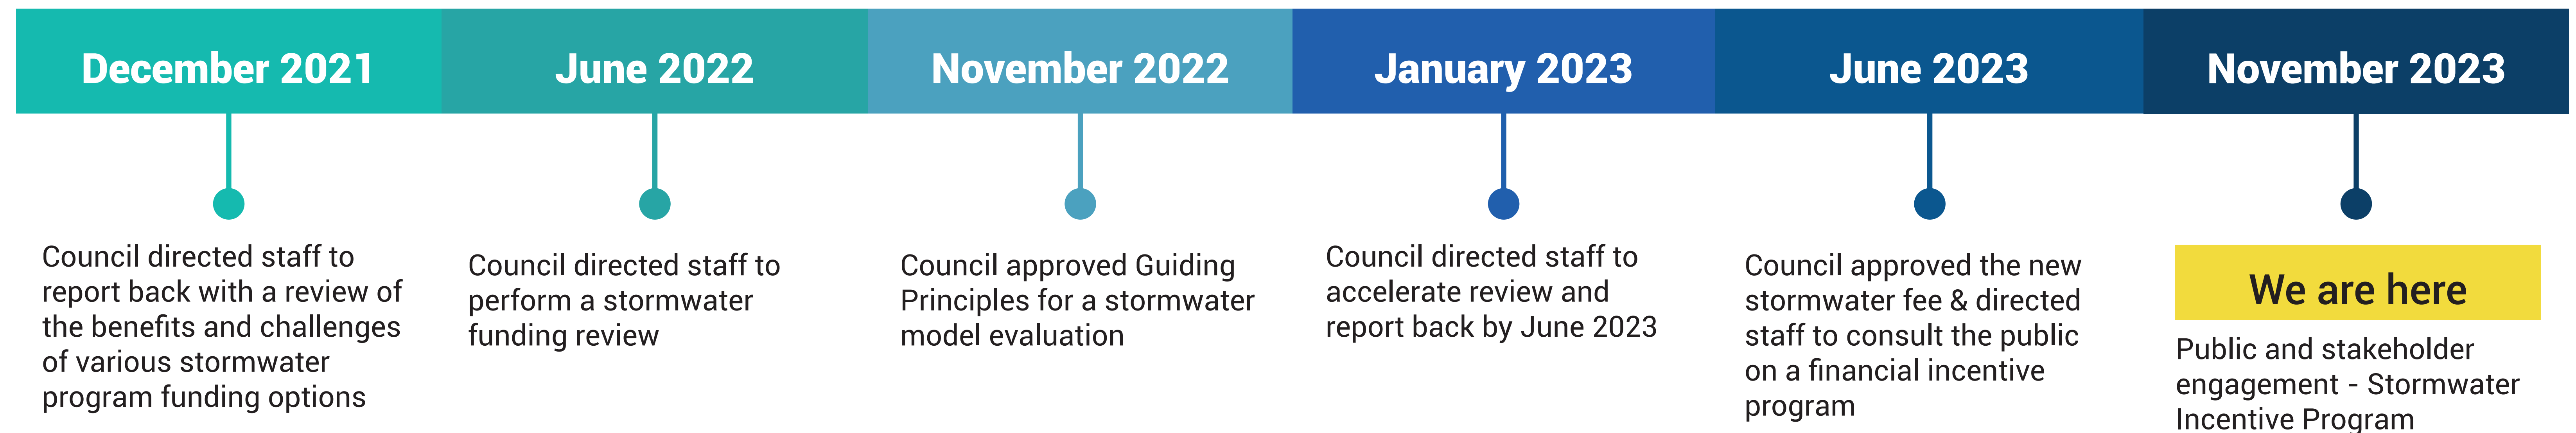 December 2021
Council directed staff to
report back with a review of
the benefits and challenges
of various stormwater
program funding options
June 2022
Council directed staff to
perform a stormwater
funding review
November 2022
Council approved Guiding
Principles for a stormwater
model evaluation
January 2023
Council directed staff to
accelerate review and
report back by June 2023
June 2023
Council approved the new
stormwater fee & directed
staff to consult the public
on a financial incentive
program
November 2023
We are here
Public and stakeholder
engagement - Stormwater
Incentive Program